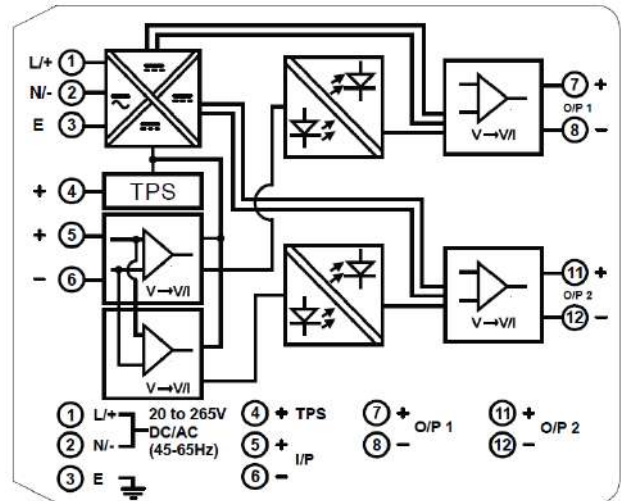 L/+ 1
N/- 2
E 3
+ 4 TPS
+ 5
- 6
V→V/I
V→V/I
7 +
O/P 1
8 -
V→V/I
11 +
O/P 2
12 -
V→V/I
1 L/+ 20 to 265V
2 N/- DC/AC
(45-65Hz)
3 E
4 + TPS
5 +
I/P
6 -
7 +
O/P 1
8 -
11 +
O/P 2
12 -